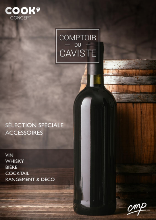 COOK
CONCEPT
COMPTOIR
DU
CAVISTE
SÉLECTION SPÉCIALE
ACCESSOIRES
VIN
WHISKY
BIÈRE
COCKTAIL
RANGEMENT & DÉCO
cmp